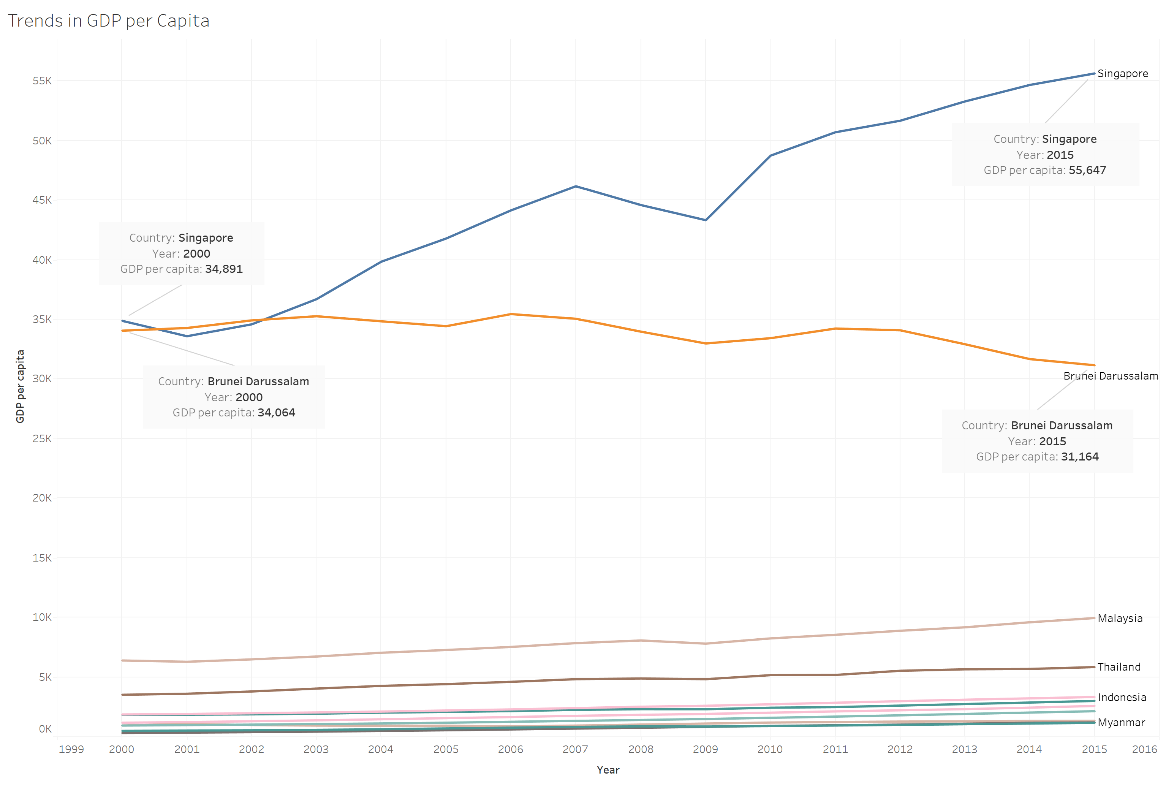 Trends in GDP per Capita
55K
50K
45K
40K
35K
30K
25K
20K
15K
10K
5K
0K
GDP per capita
Singapore
Country: Singapore
Year: 2015
GDP per capita: 55,647
Country: Singapore
Year: 2000
GDP per capita: 34,891
Country: Brunei Darussalam
Year: 2000
GDP per capita: 34,064
Brunei Darussalam
Country: Brunei Darussalam
Year: 2015
GDP per capita: 31,164
Malaysia
Thailand
Indonesia
Myanmar
1999 2000 2001 2002 2003 2004 2005 2006 2007 2008 2009 2010 2011 2012 2013 2014 2015 2016
Year